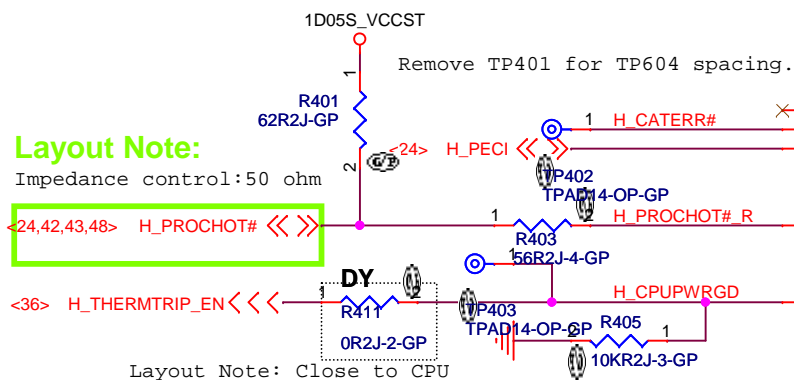 1D05S_VCCST
Remove TP401 for TP604 spacing.
1
R401
62R2J-GP
2
G/P
1
H_CATERR#
Layout Note:
Impedance control:50 ohm
<24>
H_PECI
TP402
TPAD14-OP-GP
<24,42,43,48>
H_PROCHOT#
1
2
H_PROCHOT#_R
R403
56R2J-4-GP
1
DY
<36>
H_THERMTRIP_EN
1
2
R411
0R2J-2-GP
TP403
TPAD14-OP-GP
H_CPUPWRGD
2
R405
1
10KR2J-3-GP
Layout Note: Close to CPU